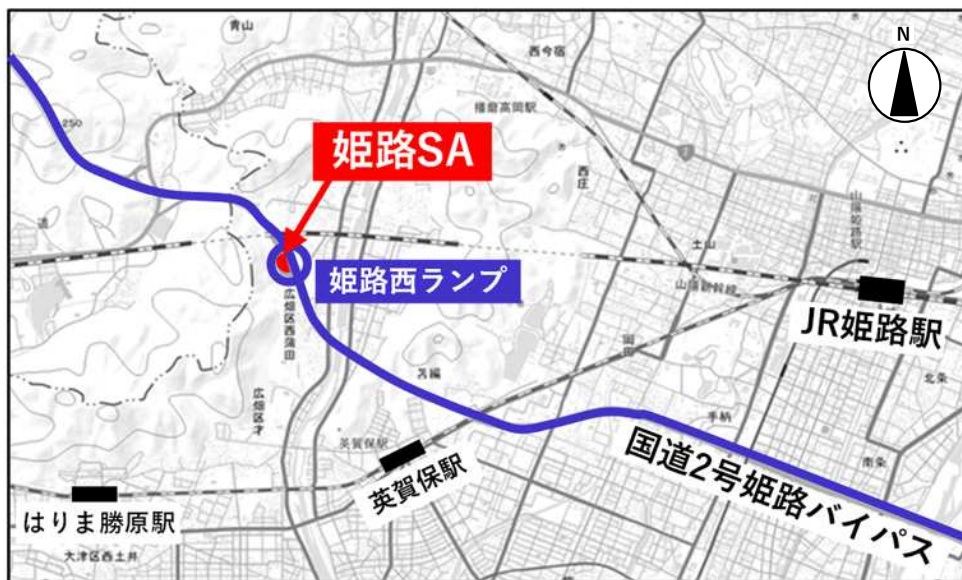 青山
西今宿
N
播磨高岡駅
250
姫路SA
西庄
2
山陽姫路駅
土山
姫路西ランプ
山陽新幹線
広畑区西蒲田
JR姫路駅
岡田
北条
苫編
広畑区才
手柄
英賀保駅
国道2号姫路バイパス
南条
英賀保駅
はりま勝原駅
大津区西土井